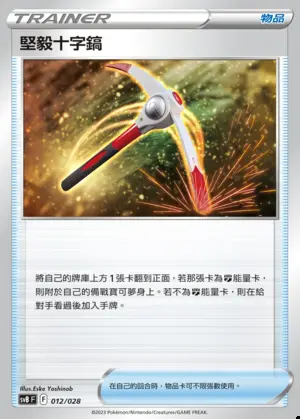 TRAINER
物品
堅毅十字鎬
將自己的牌庫上方1張卡翻到正面,若那張卡為能量卡,
則附於自己的備戰寶可夢身上。若不為能量卡,則在給
對手看過後加入手牌。
Illus.Eske Yoshinob
svB F F 012/028
在自己的回合時,物品卡可不限張數使用。
©2023 Pokémon/Nintendo/Creatures/GAME FREAK.